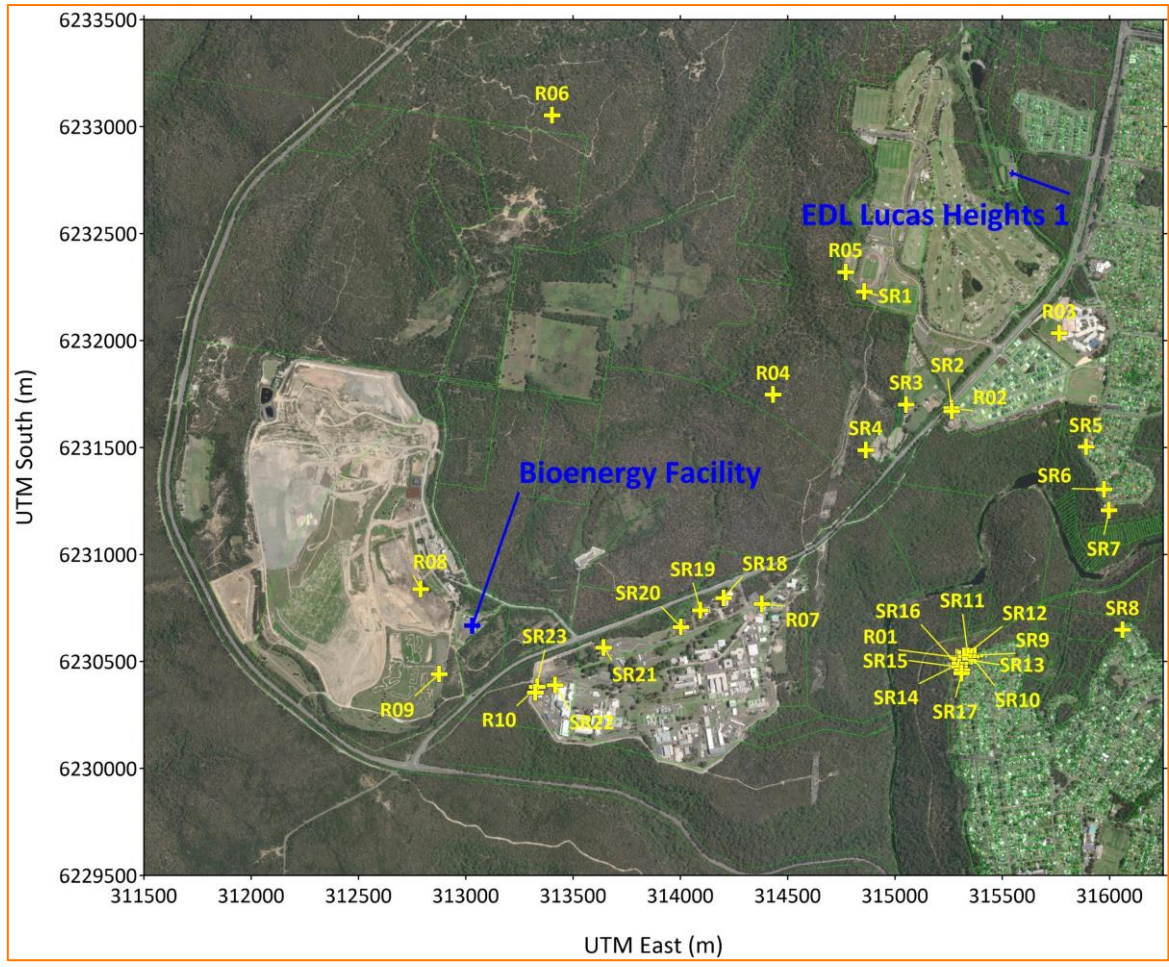 6233500
R06
6233000
EDL Lucas Heights 1
6232500
R05
SR1
R03
6232000
R04
SR2
SR3
R02
UTM South (m)
SR4
SR5
6231500
Bioenergy Facility
SR6
SR7
6231000
R08
SR18
SR19
SR20
R07
SR11
SR16
SR12
SR8
R01
SR9
SR23
SR15
SR13
6230500
SR21
SR14
SR10
R09
R10
SR22
SR17
6230000
6229500
311500 312000 312500 313000 313500 314000 314500 315000 315500 316000
UTM East (m)